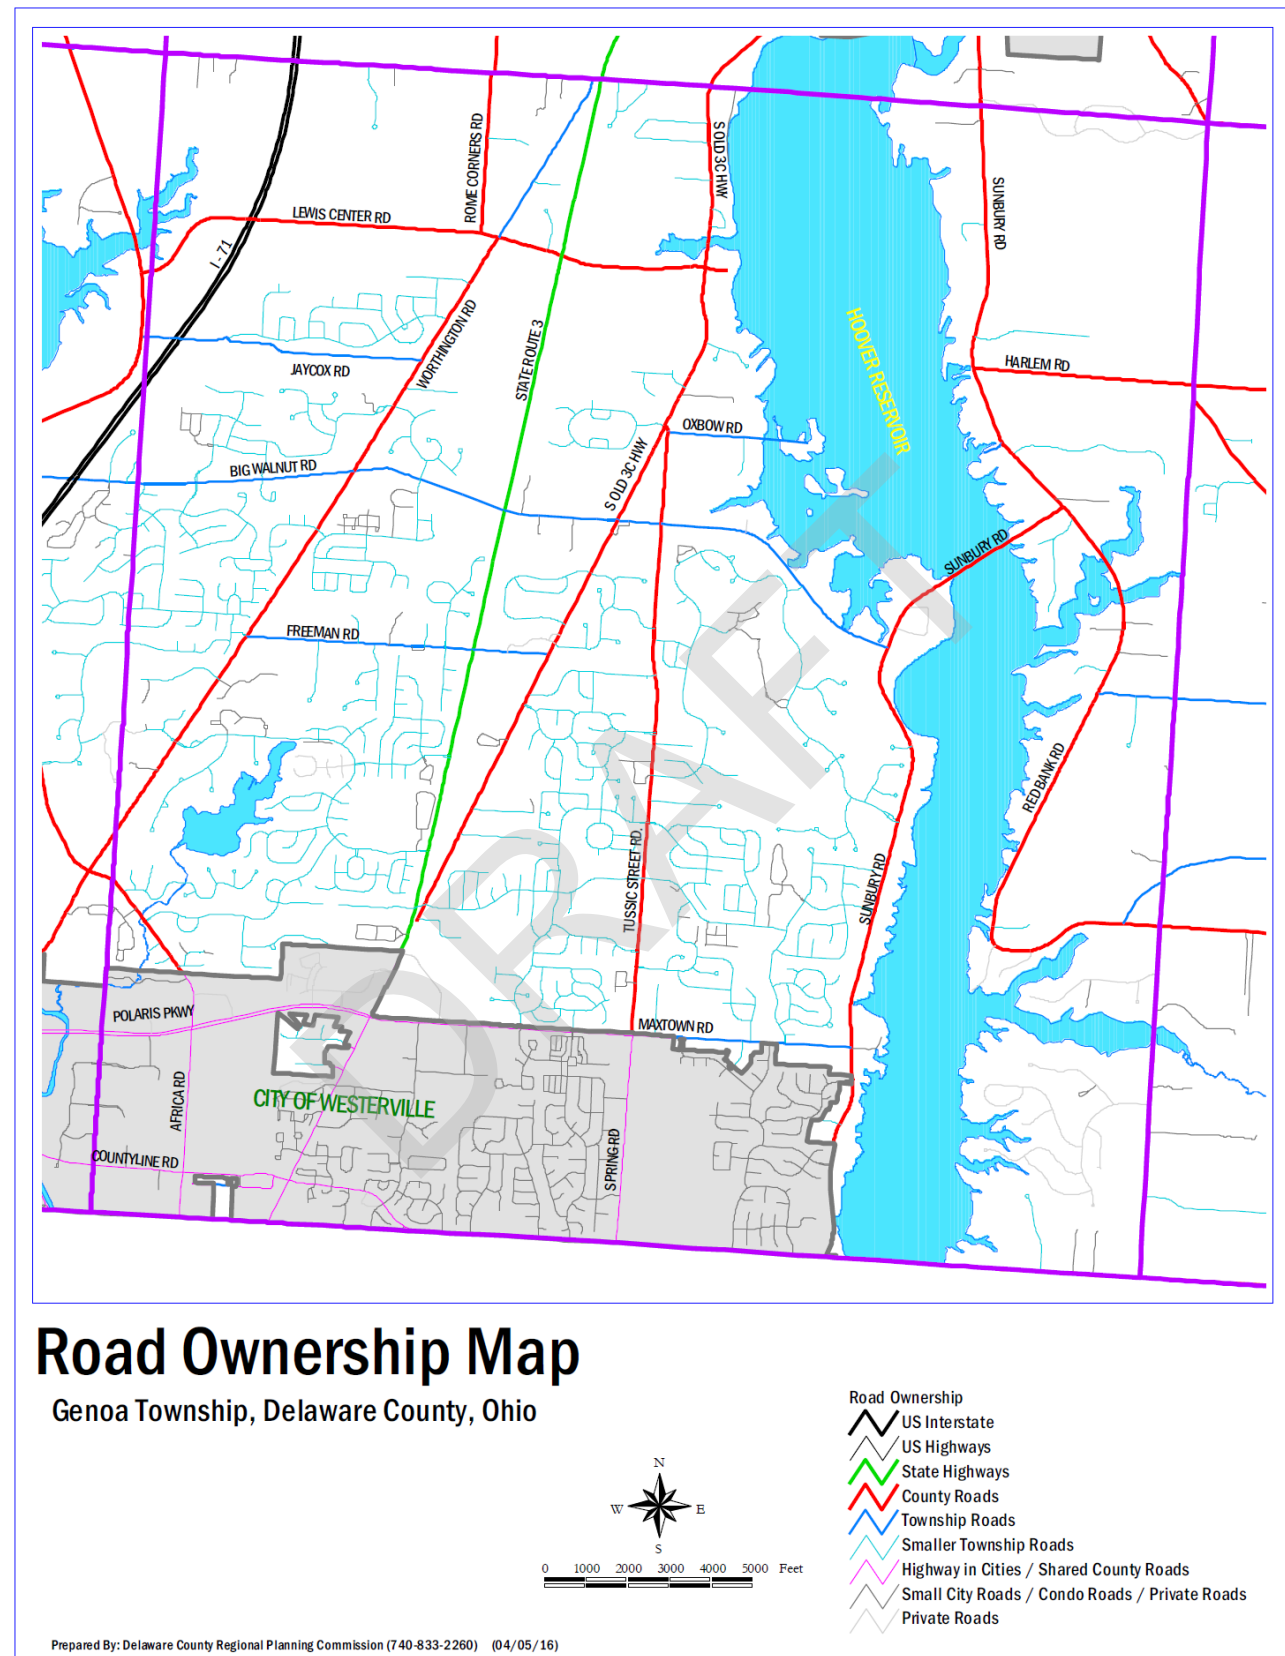 ROME CORNERS RD
S OLD 3C HWY
SUNBURY RD
LEWIS CENTER RD
I - 71
HOOVER RESERVOIR
WORTHINGTON RD
STATE ROUTE 3
JAYCOX RD
HARLEM RD
OXBOW RD
S OLD 3C HWY
BIG WALNUT RD
SUNBURY RD
FREEMAN RD
RED BANK RD
TUSSIC STREET RD.
SUNBURY RD
DRAFT
POLARIS PKWY
MAXTOWN RD
AFRICA RD
CITY OF WESTERVILLE
SPRING RD
COUNTYLINE RD
Road Ownership Map
Genoa Township, Delaware County, Ohio
Road Ownership
US Interstate
US Highways
State Highways
County Roads
Township Roads
Smaller Township Roads
Highway in Cities / Shared County Roads
Small City Roads / Condo Roads / Private Roads
Private Roads
N
W E
S
0 1000 2000 3000 4000 5000 Feet
Prepared By: Delaware County Regional Planning Commission (740-833-2260) (04/05/16)